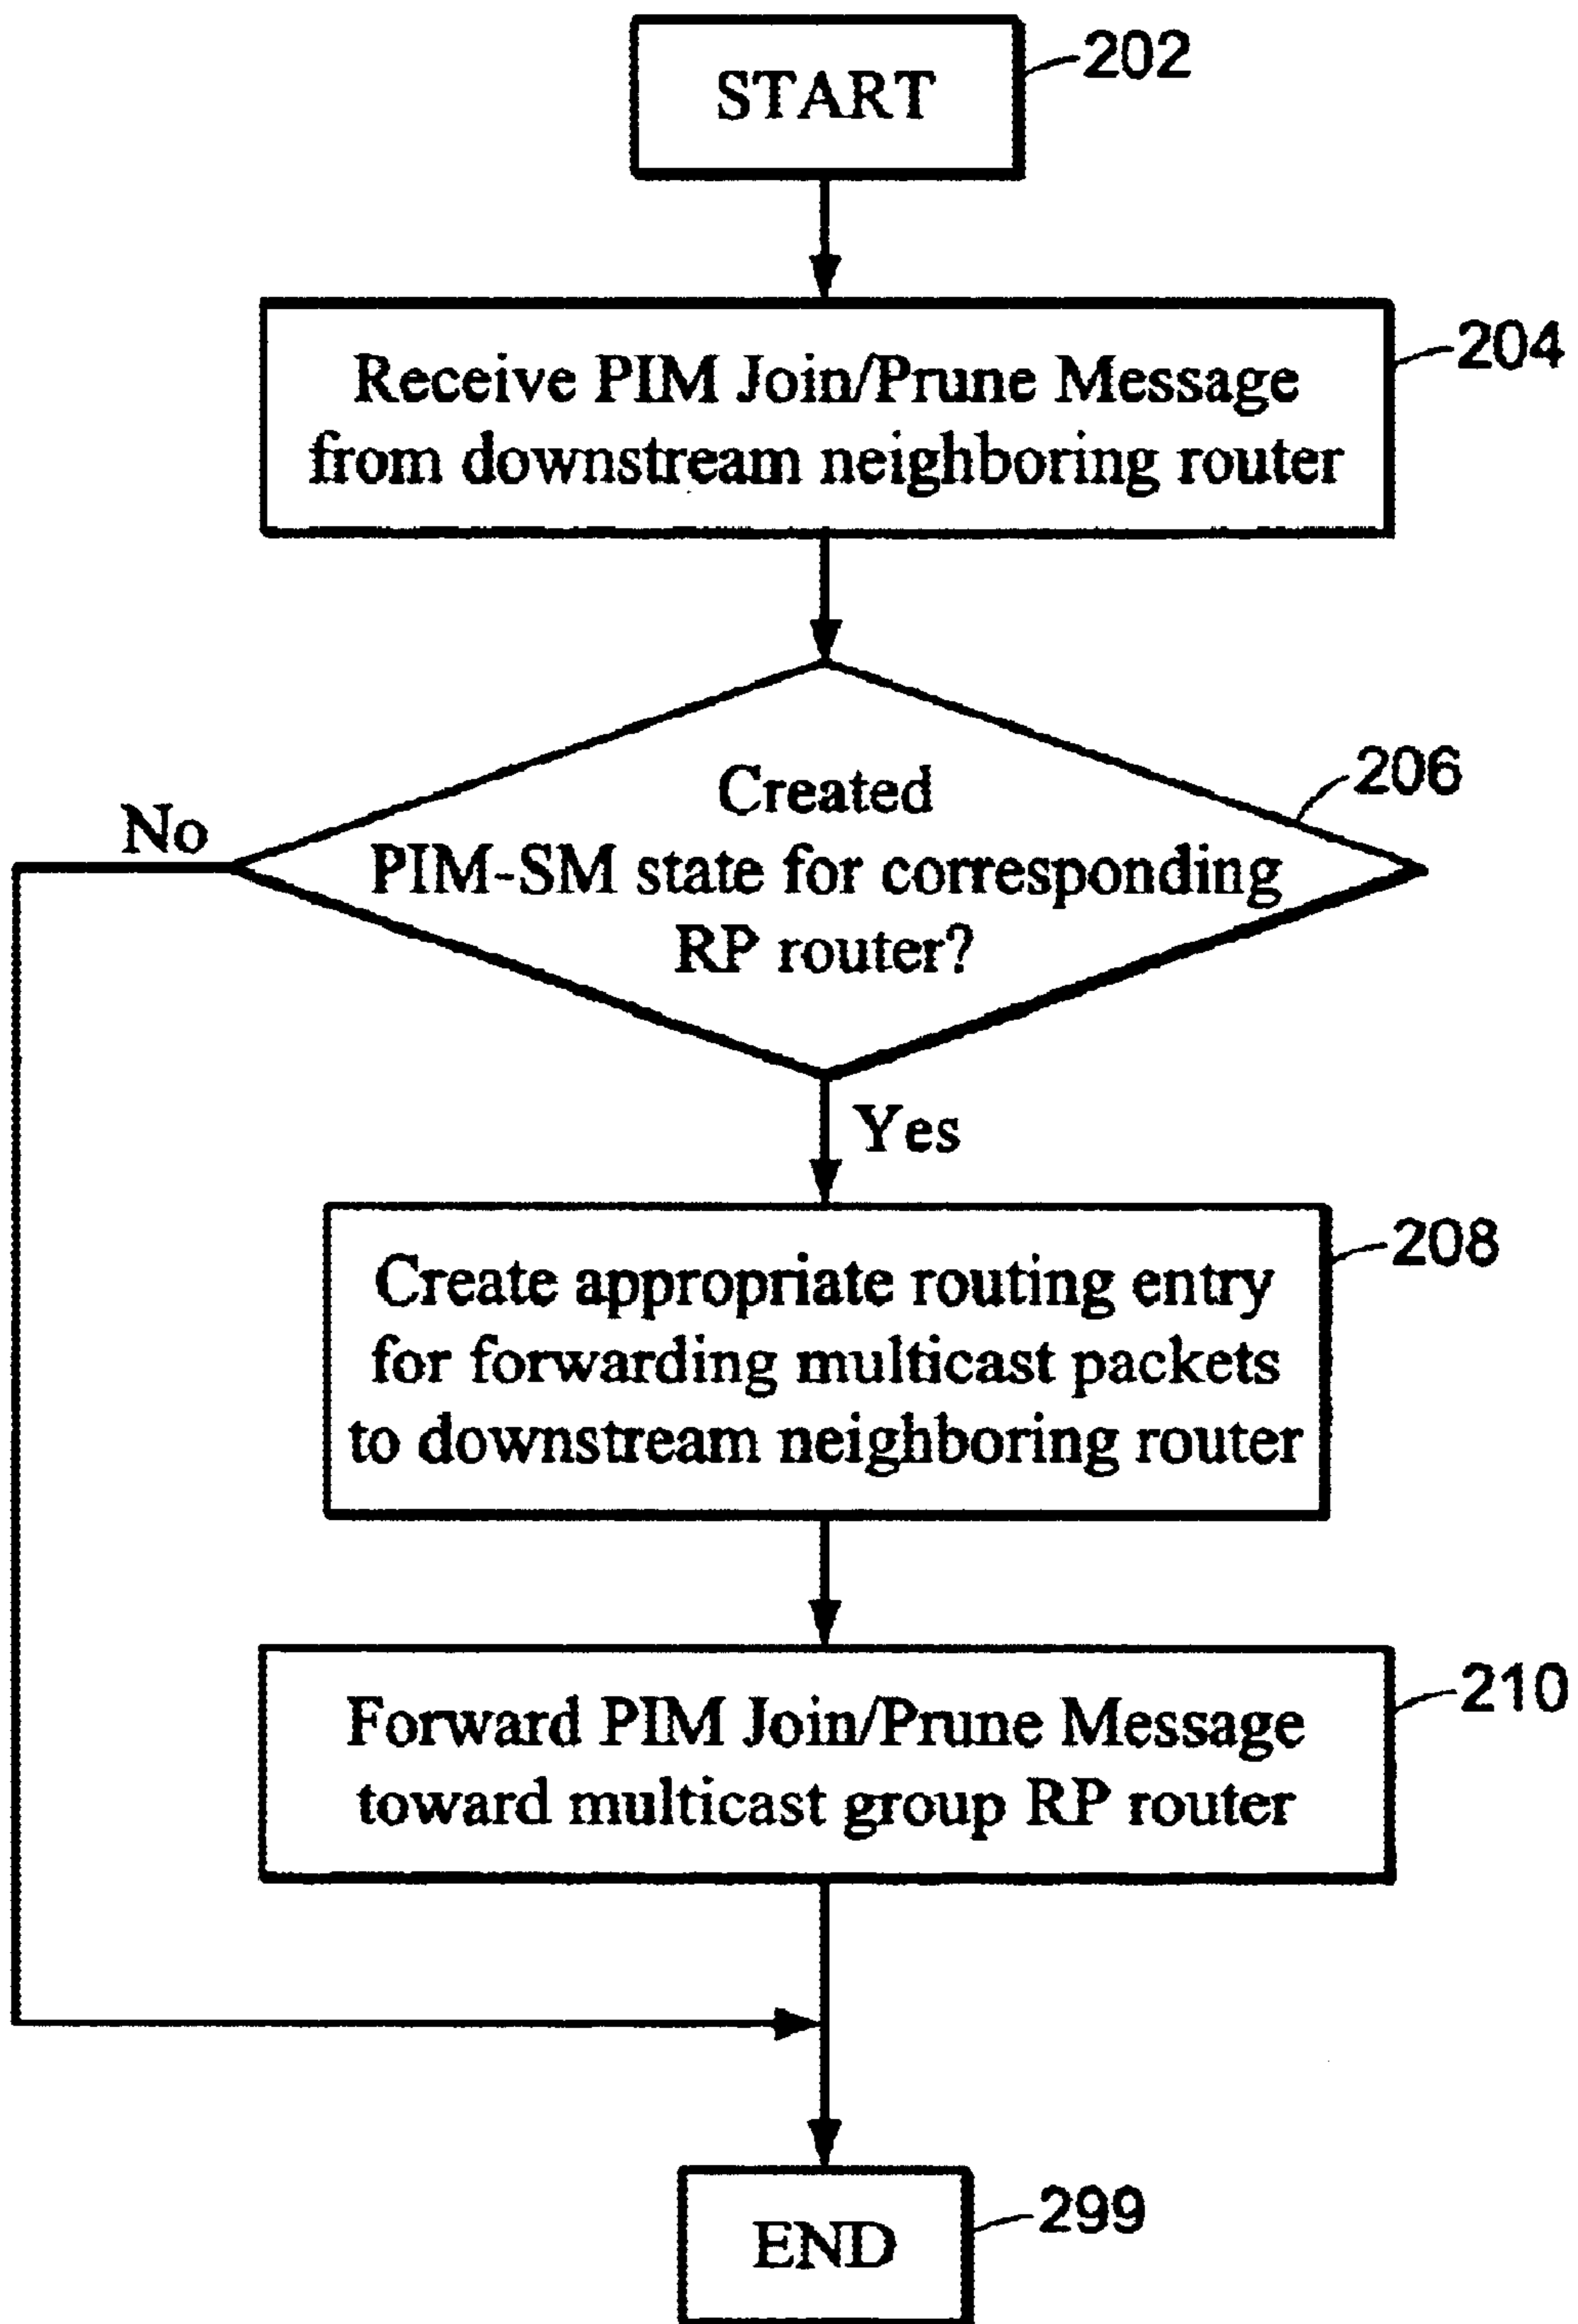 START
202
Receive PIM Join/Prune Message
from downstream neighboring router
204
Created
PIM-SM state for corresponding
RP router?
206
No
Yes
Create appropriate routing entry
for forwarding multicast packets
to downstream neighboring router
208
Forward PIM Join/Prune Message
toward multicast group RP router
210
END
299